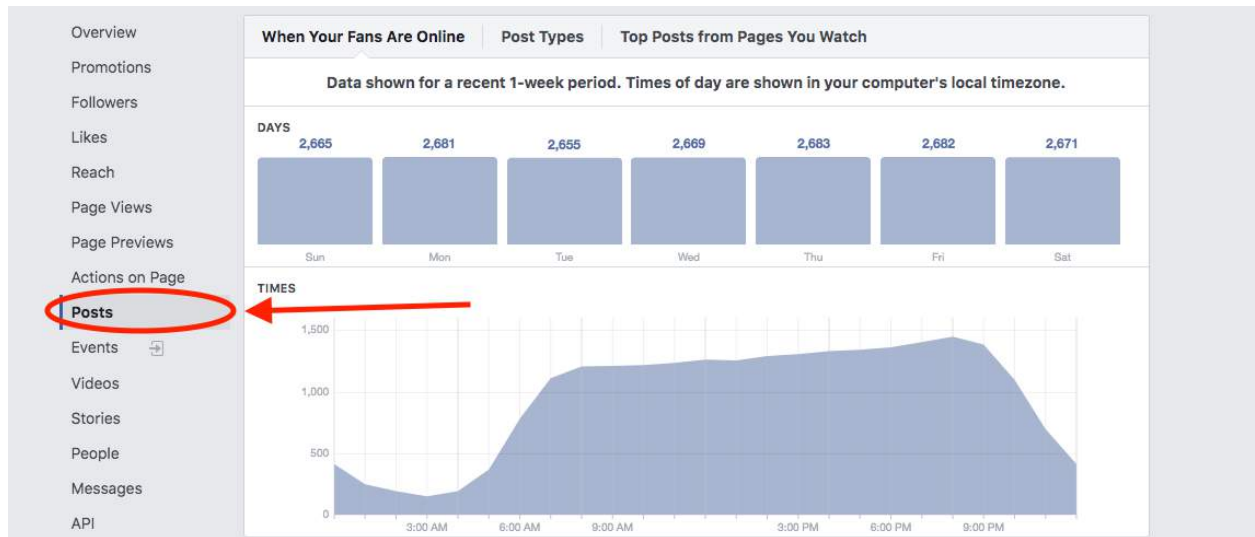 Overview
Promotions
Followers
Likes
Reach
Page Views
Page Previews
Actions on Page
Posts
Events
Videos
Stories
People
Messages
API
When Your Fans Are Online Post Types Top Posts from Pages You Watch
Data shown for a recent 1-week period. Times of day are shown in your computer's local timezone.
DAYS
2,665 2,681 2,655 2,669 2,683 2,682 2,671
Sun Mon Tue Wed Thu Fri Sat
TIMES
1,500
1,000
500
0
3:00 AM 6:00 AM 9:00 AM 3:00 PM 6:00 PM 9:00 PM